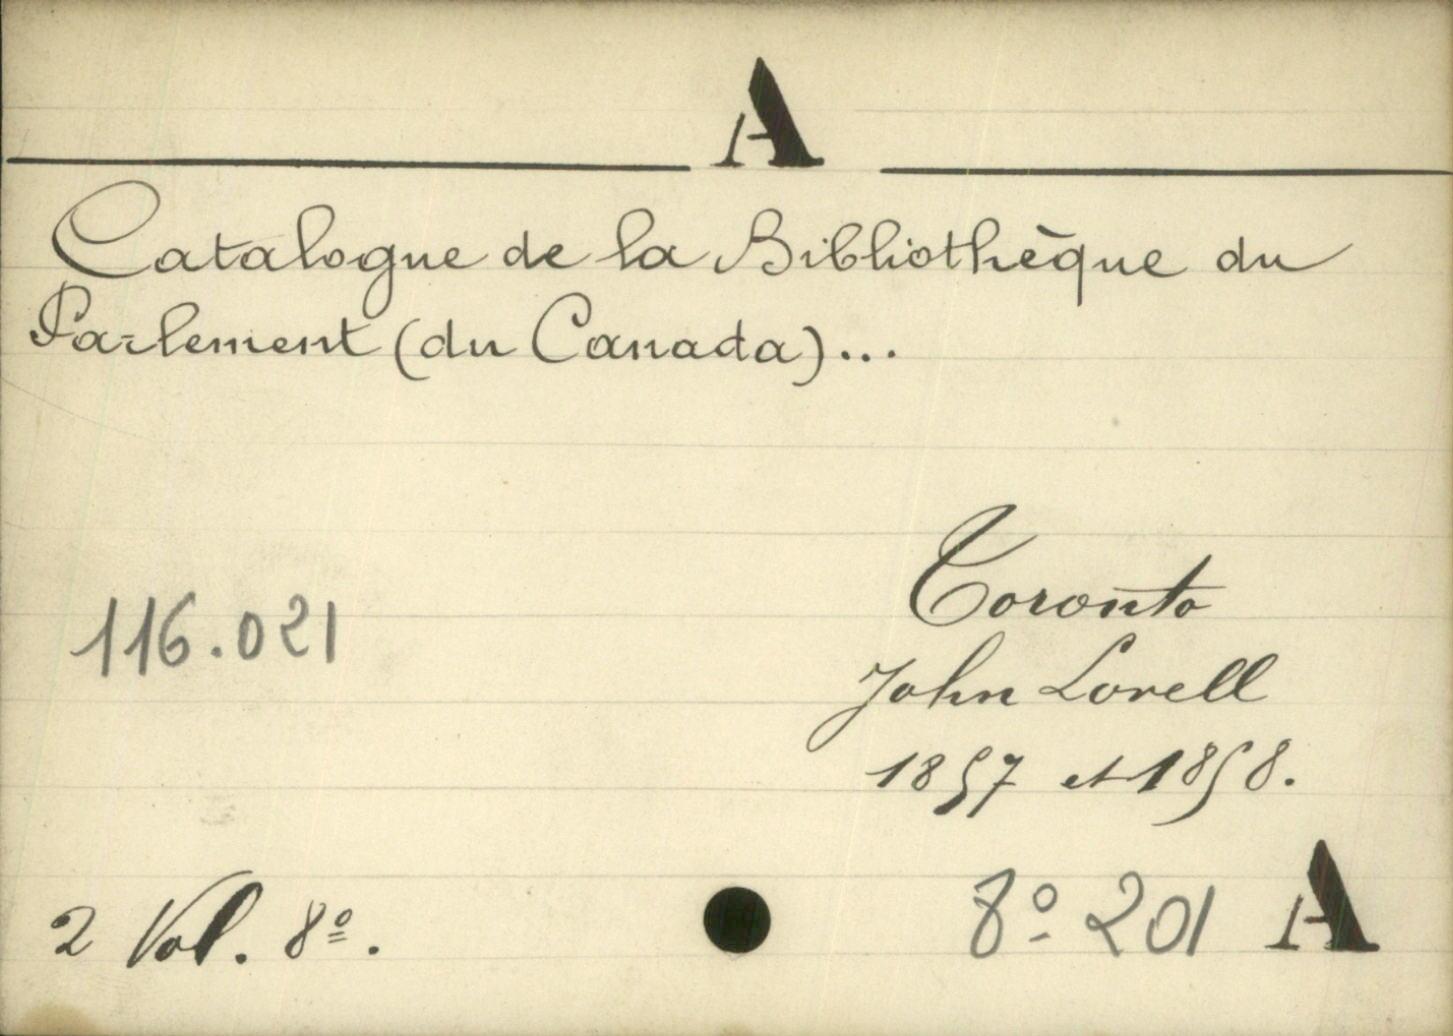 A
Catalogue de la Bibliothèque du
Parlement (du Canada)...
Toronto
116.021
John Lovell
1857 et 1858.
2 Vol. 8º.
8º 201 A